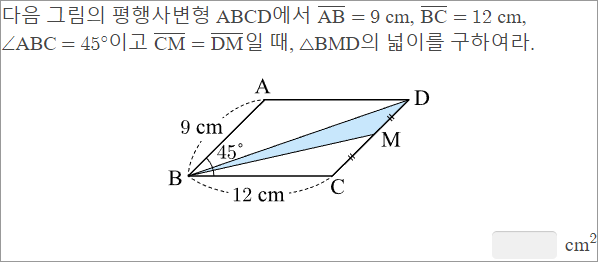 다음 그림의 평행사변형 ABCD에서 AB = 9 cm, BC = 12 cm,
∠ABC = 45°이고 CM = DM일 때, △BMD의 넓이를 구하여라.
A
D
9 cm
45°
M
B
12 cm
C
cm²